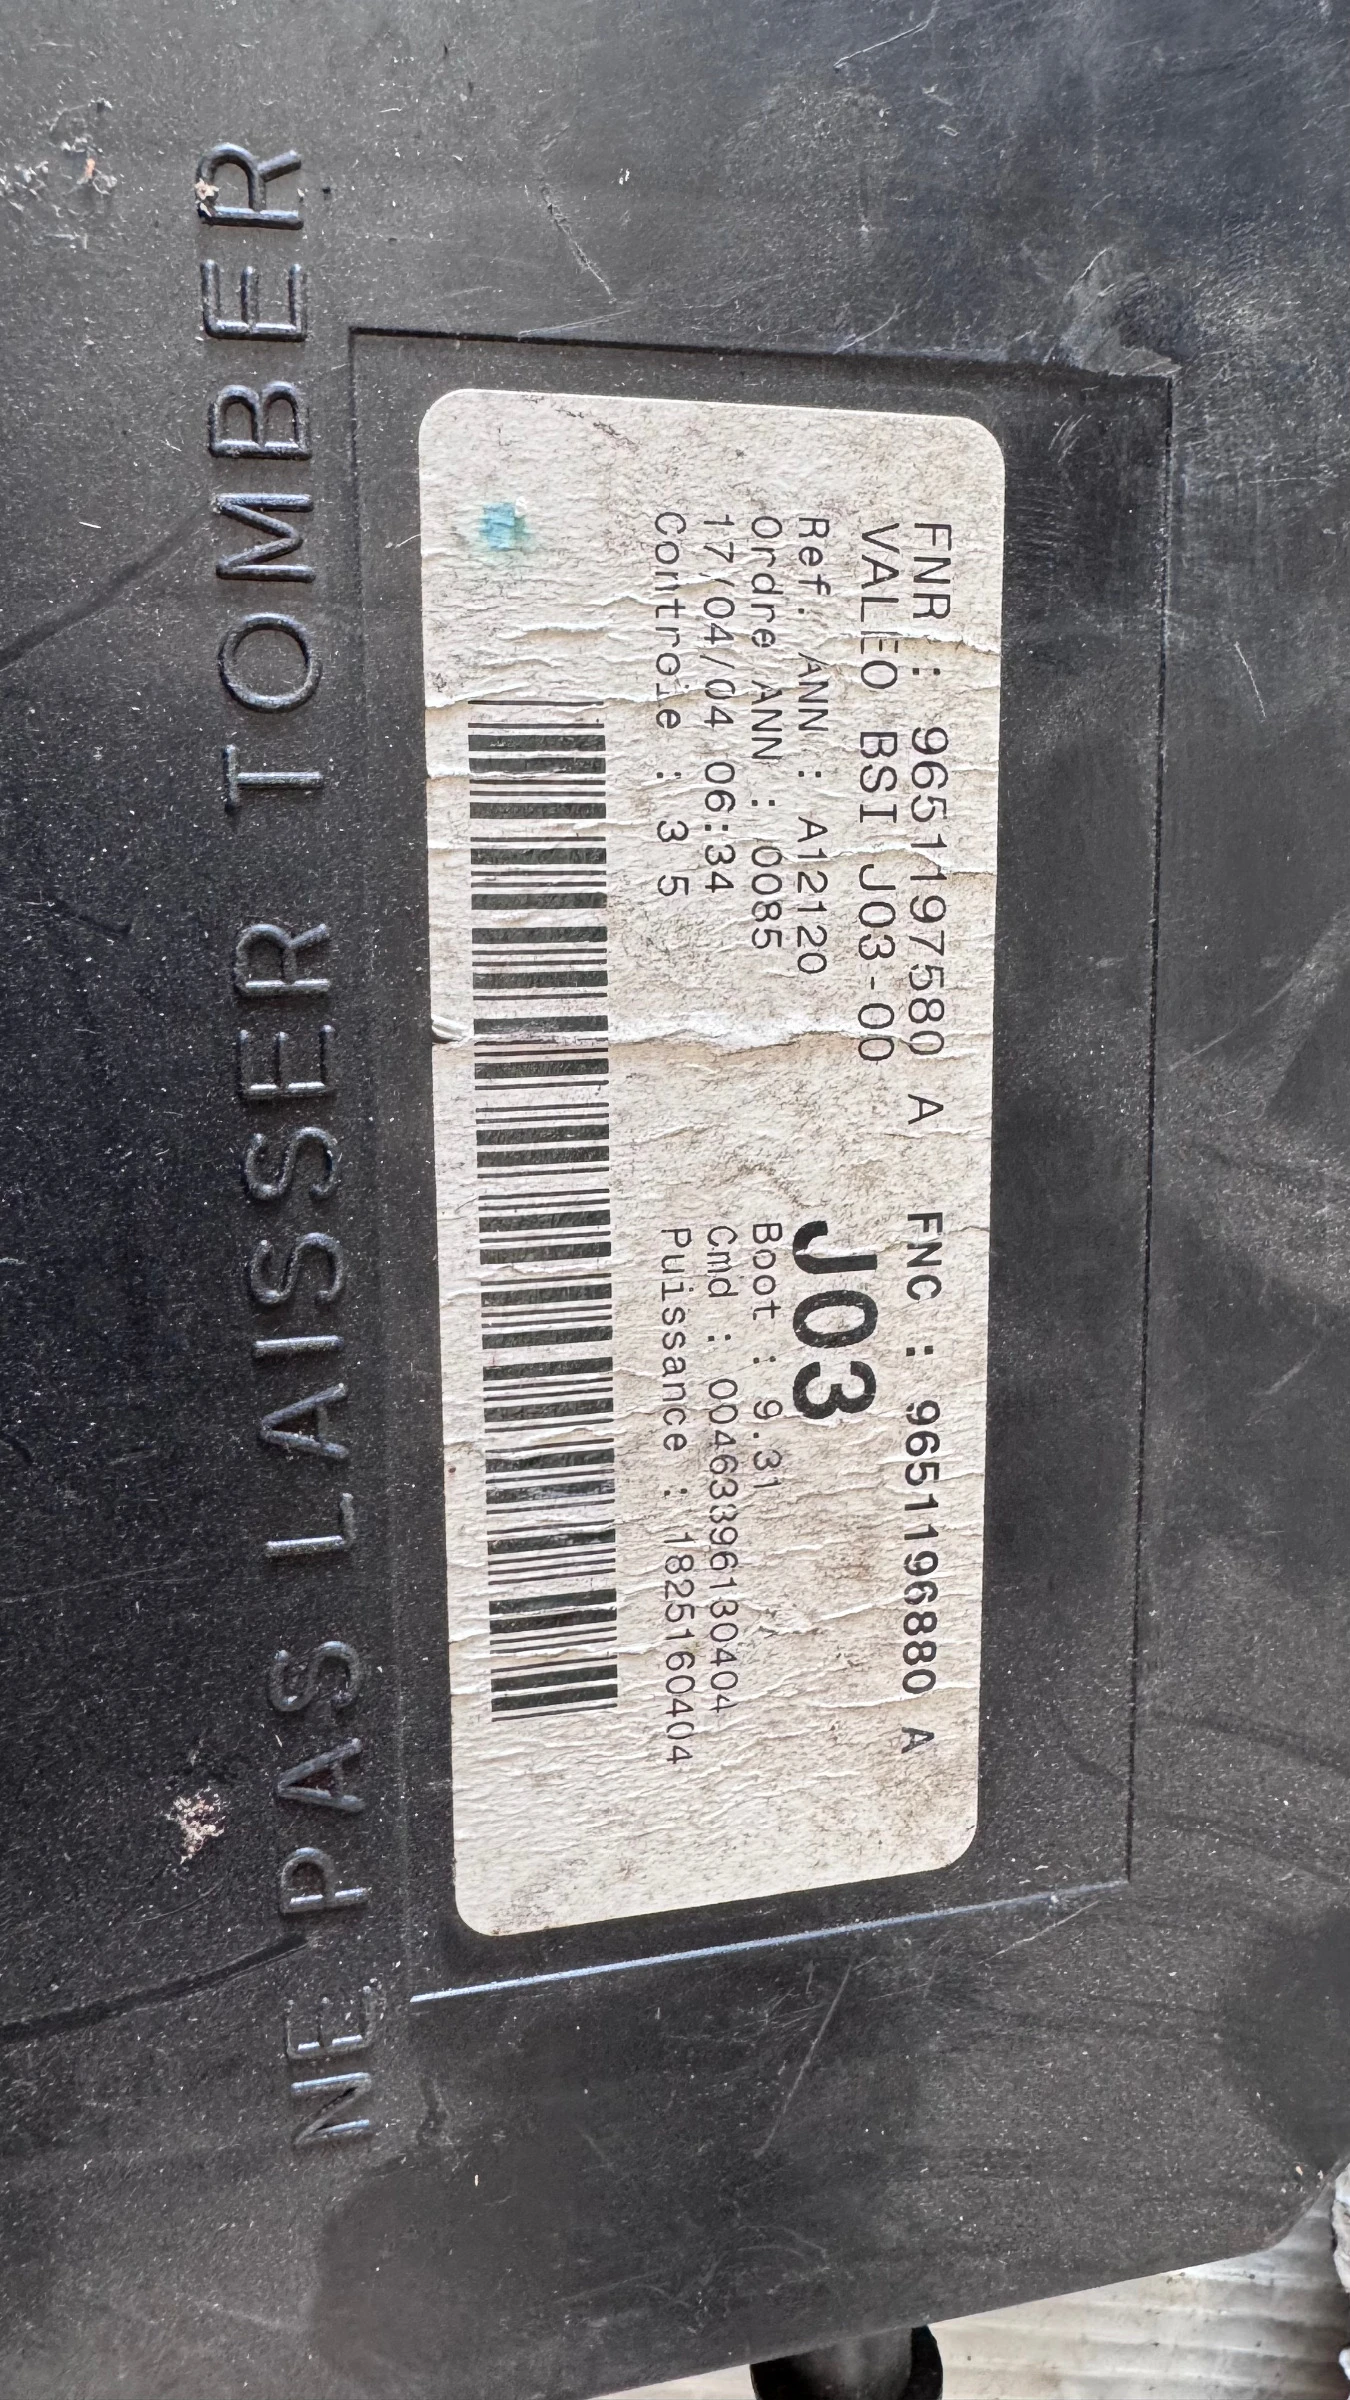 FNR : 9651197580 A FNC : 9651196880 A
VALEO BSI J03-00
J03
Ref. ANN : A12120
Ordre ANN : 0085
Boot : 9.31
17/04/04 06:34
Cmd : 00463396130404
Controle : 3 5
Puissance : 1825160404
NE PAS LAISSER TOMBER